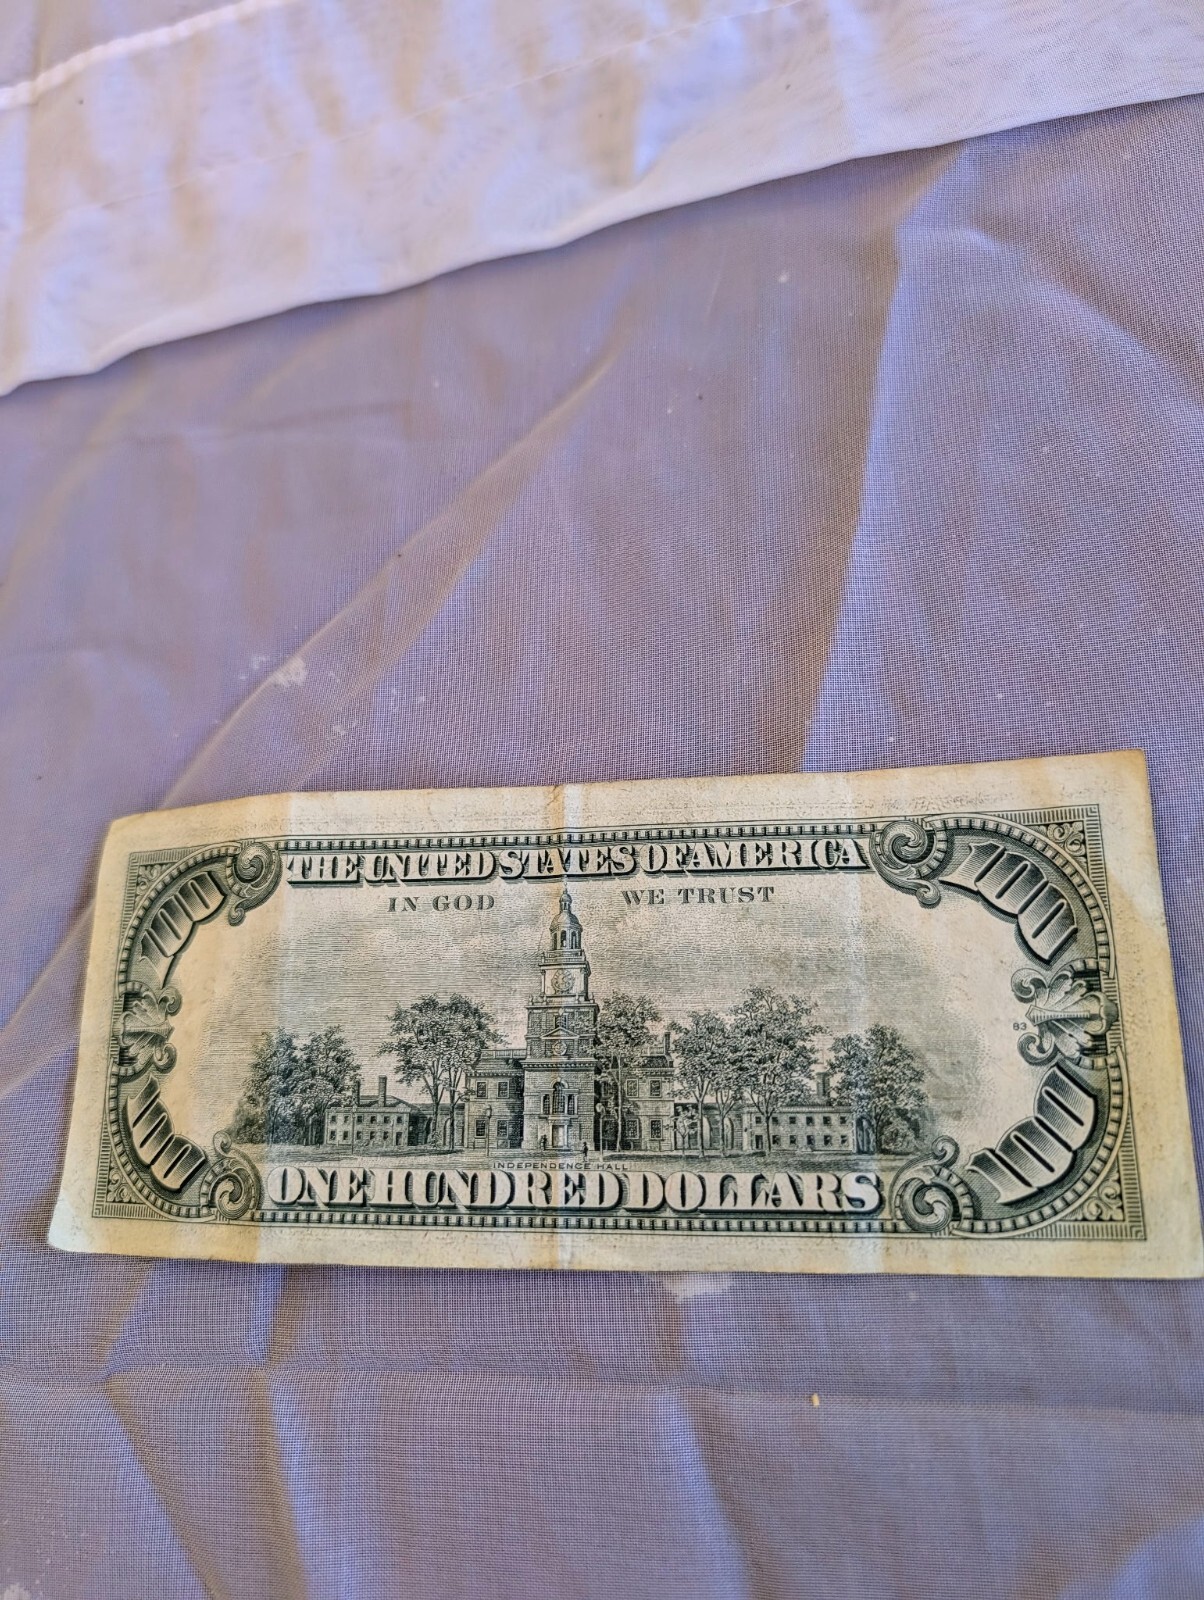 THE UNITED STATES OF AMERICA
IN GOD WE TRUST
100
100
83
100
100
INDEPENDENCE HALL
ONE HUNDRED DOLLARS